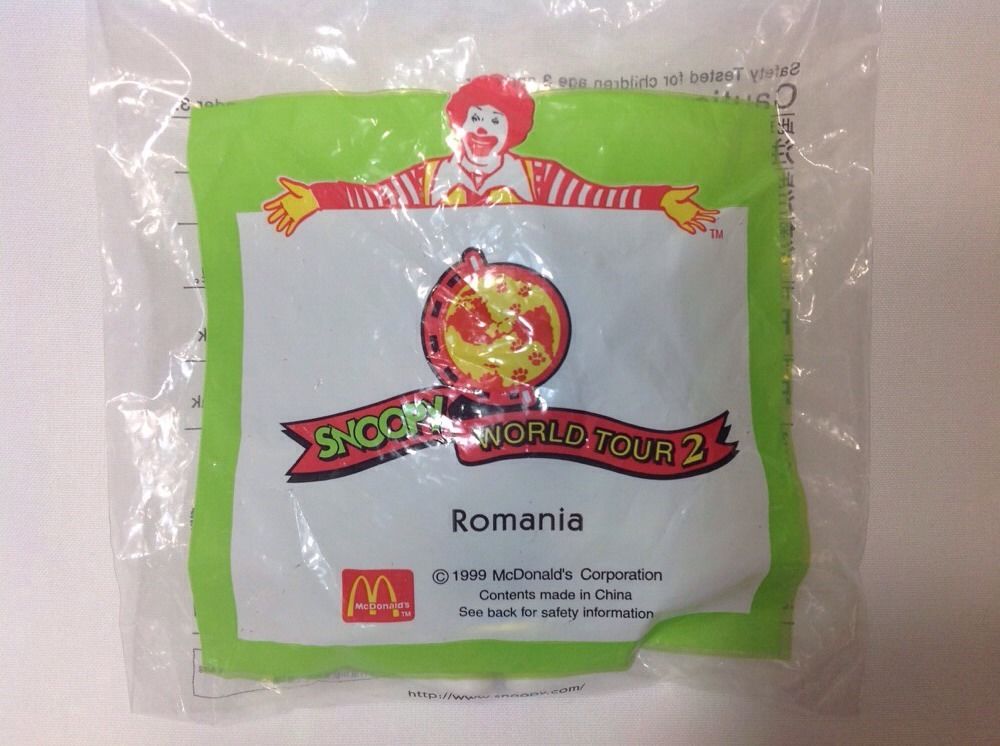 Safety Tested for children age 3
TM
SNOOPY
WORLD TOUR 2
Romania
McDonald's
TM
© 1999 McDonald's Corporation
Contents made in China
See back for safety information